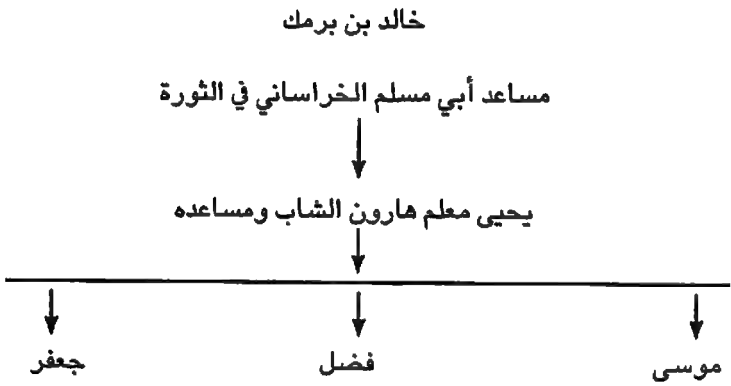 خالد بن برمك
مساعد أبي مسلم الخراساني في الثورة
يحيى معلم هارون الشاب ومساعده
موسى فضل جعفر